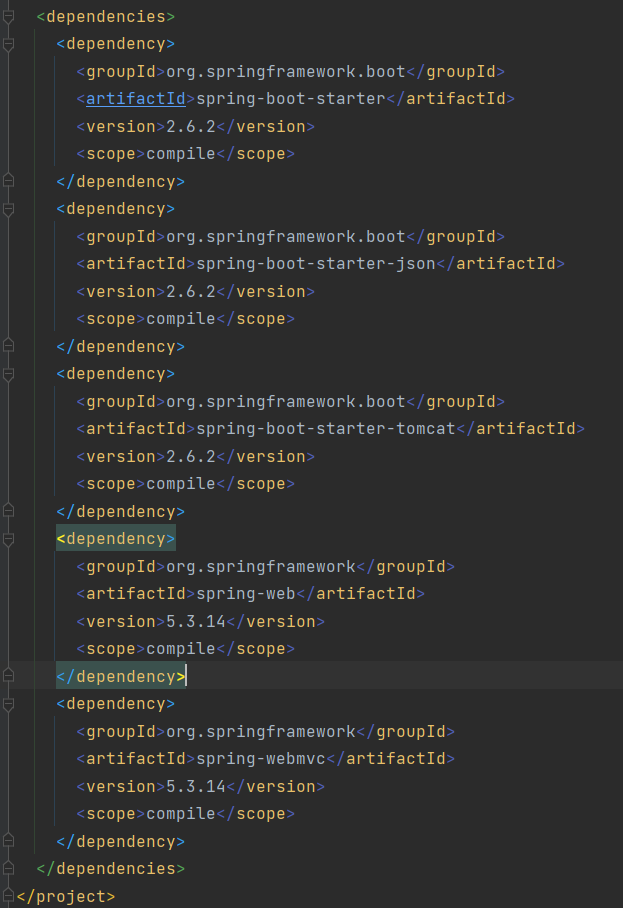 <dependencies>
<dependency>
<groupId>org.springframework.boot</groupId>
<artifactId>spring-boot-starter</artifactId>
<version>2.6.2</version>
<scope>compile</scope>
</dependency>
<dependency>
<groupId>org.springframework.boot</groupId>
<artifactId>spring-boot-starter-json</artifactId>
<version>2.6.2</version>
<scope>compile</scope>
</dependency>
<dependency>
<groupId>org.springframework.boot</groupId>
<artifactId>spring-boot-starter-tomcat</artifactId>
<version>2.6.2</version>
<scope>compile</scope>
</dependency>
<dependency>
<groupId>org.springframework</groupId>
<artifactId>spring-web</artifactId>
<version>5.3.14</version>
<scope>compile</scope>
</dependency>
<dependency>
<groupId>org.springframework</groupId>
<artifactId>spring-webmvc</artifactId>
<version>5.3.14</version>
<scope>compile</scope>
</dependency>
</dependencies>
</project>